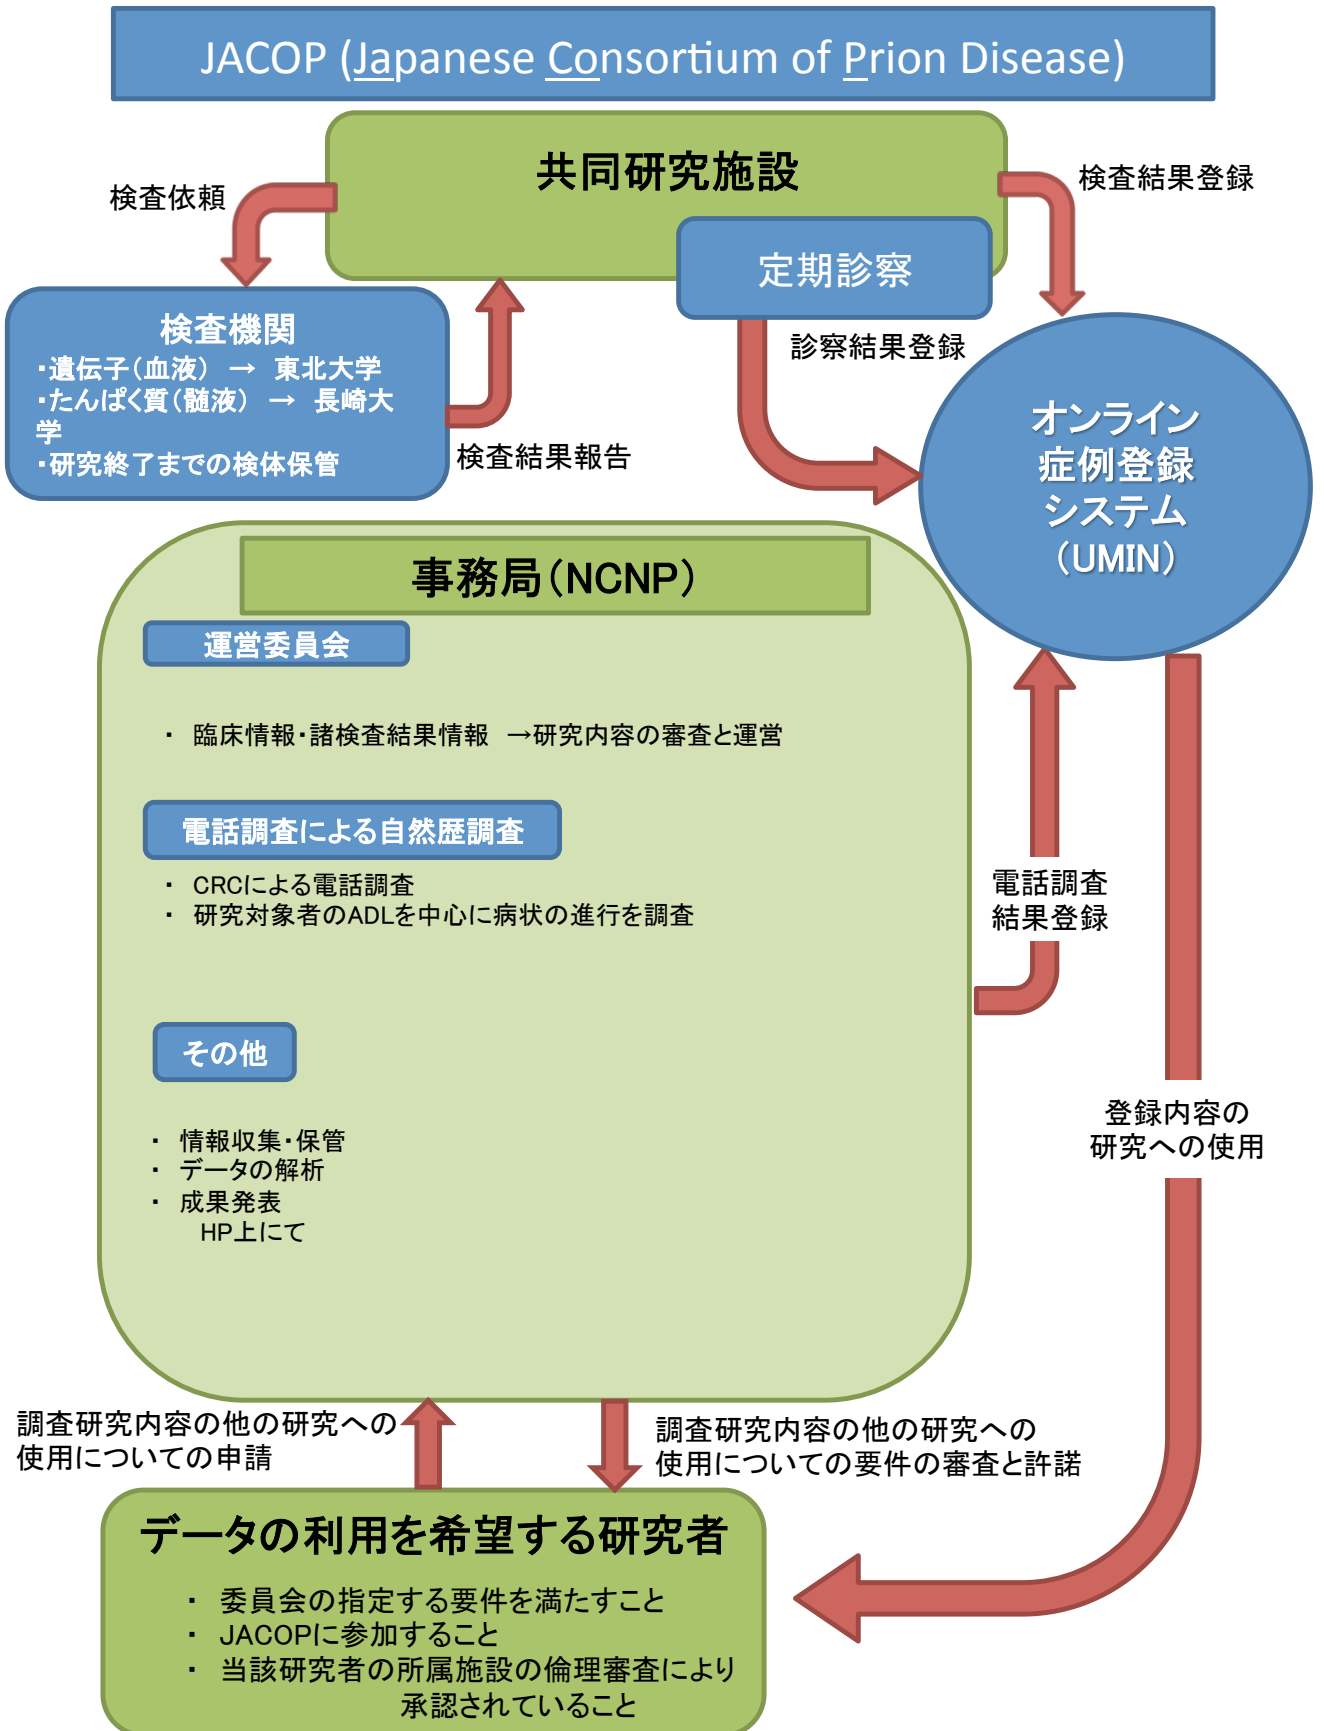 JACOP (Japanese Consortium of Prion Disease)
共同研究施設
検査依頼
検査結果登録
定期診察
検査機関
・遺伝子(血液) → 東北大学
・たんぱく質(髄液) → 長崎大
学
・研究終了までの検体保管
診察結果登録
検査結果報告
オンライン
症例登録
システム
(UMIN)
事務局(NCNP)
運営委員会
・ 臨床情報・諸検査結果情報 →研究内容の審査と運営
電話調査による自然歴調査
・ CRCによる電話調査
・ 研究対象者のADLを中心に病状の進行を調査
電話調査
結果登録
その他
・ 情報収集・保管
・ データの解析
・ 成果発表
HP上にて
登録内容の
研究への使用
調査研究内容の他の研究への
使用についての申請
調査研究内容の他の研究への
使用についての要件の審査と許諾
データの利用を希望する研究者
・ 委員会の指定する要件を満たすこと
・ JACOPに参加すること
・ 当該研究者の所属施設の倫理審査により
承認されていること